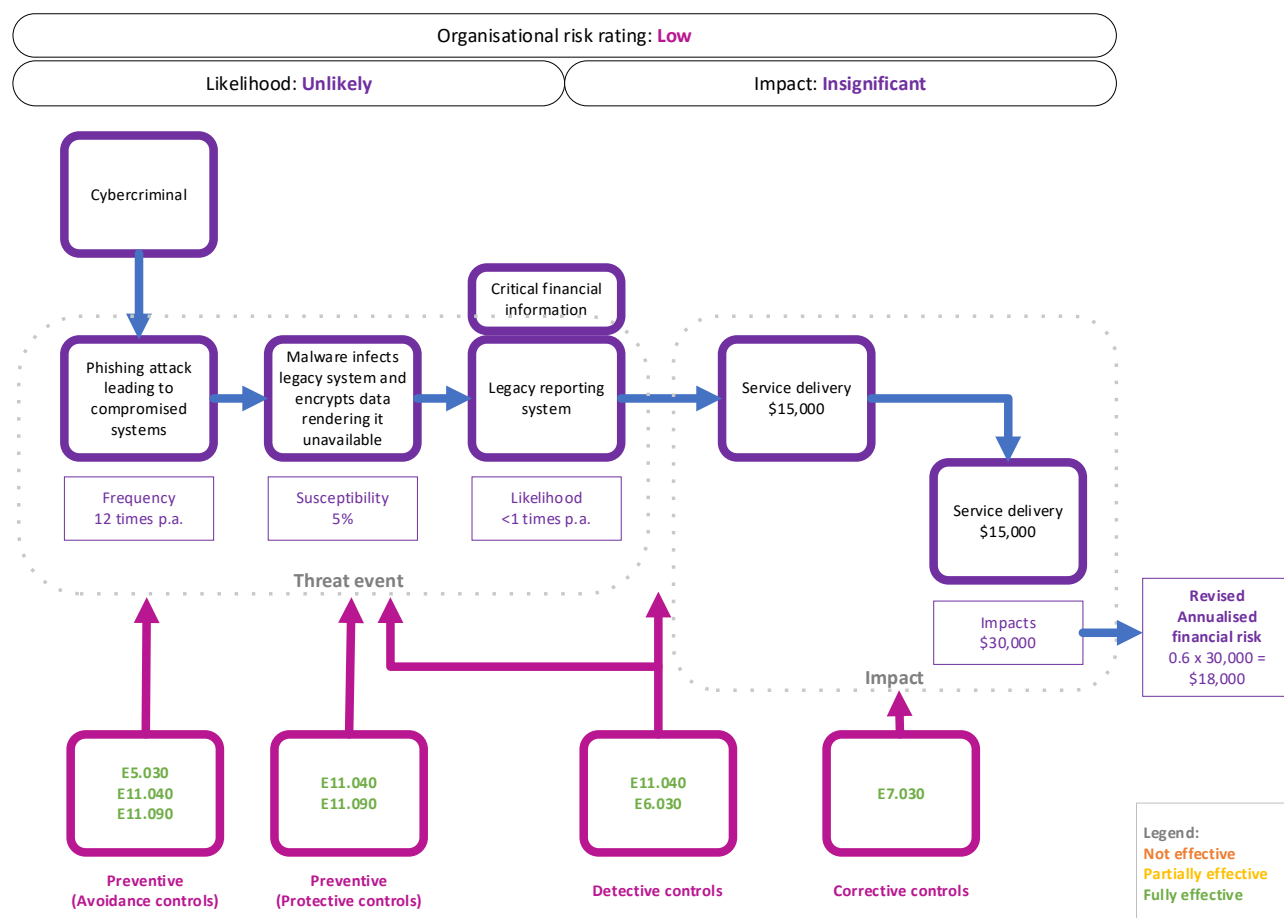 Organisational risk rating: Low
Likelihood: Unlikely
Impact: Insignificant
Cybercriminal
Critical financial
information
Phishing attack
leading to
compromised
systems
Malware infects
legacy system and
encrypts data
rendering it
unavailable
Legacy reporting
system
Service delivery
$15,000
Frequency
12 times p.a.
Susceptibility
5%
Likelihood
<1 times p.a.
Service delivery
$15,000
Threat event
Impacts
$30,000
Revised
Annualised
financial risk
0.6 x 30,000 =
$18,000
Impact
E5.030
E11.040
E11.090
E11.040
E11.090
E11.040
E6.030
E7.030
Preventive
(Avoidance controls)
Preventive
(Protective controls)
Detective controls
Corrective controls
Legend:
Not effective
Partially effective
Fully effective